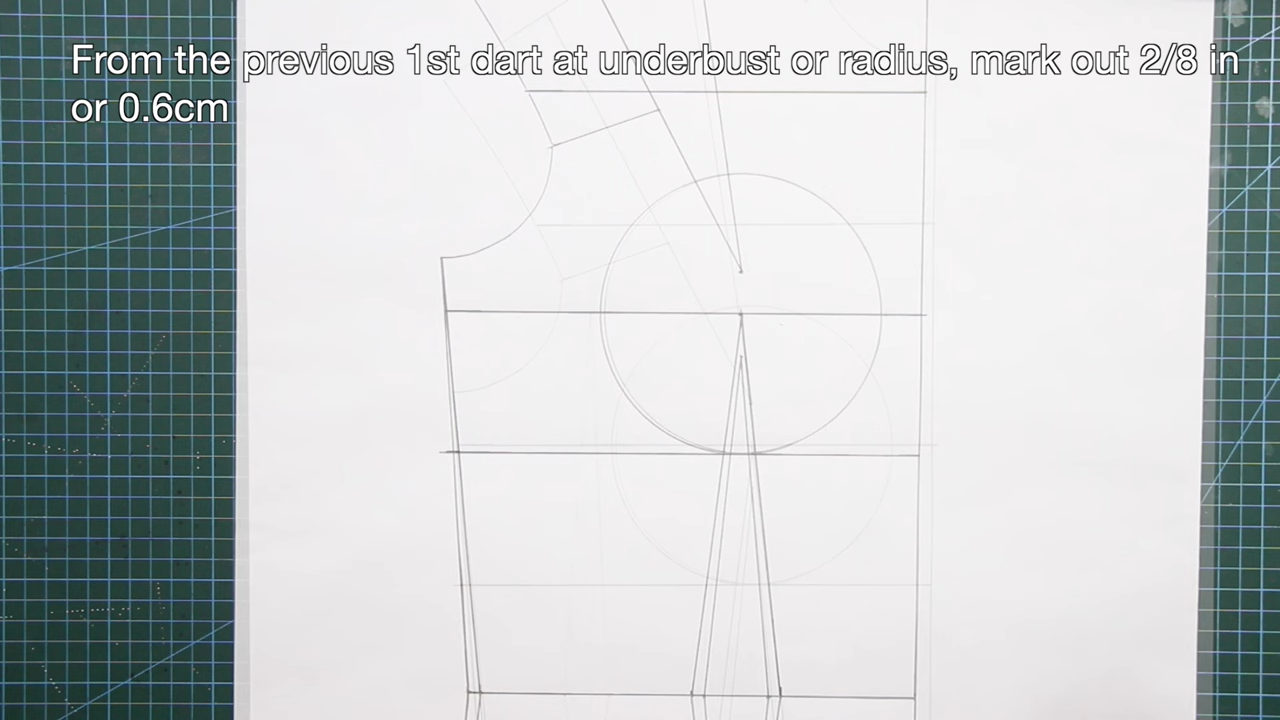 From the previous 1st dart at underbust or radius, mark out 2/8 in
or 0.6cm